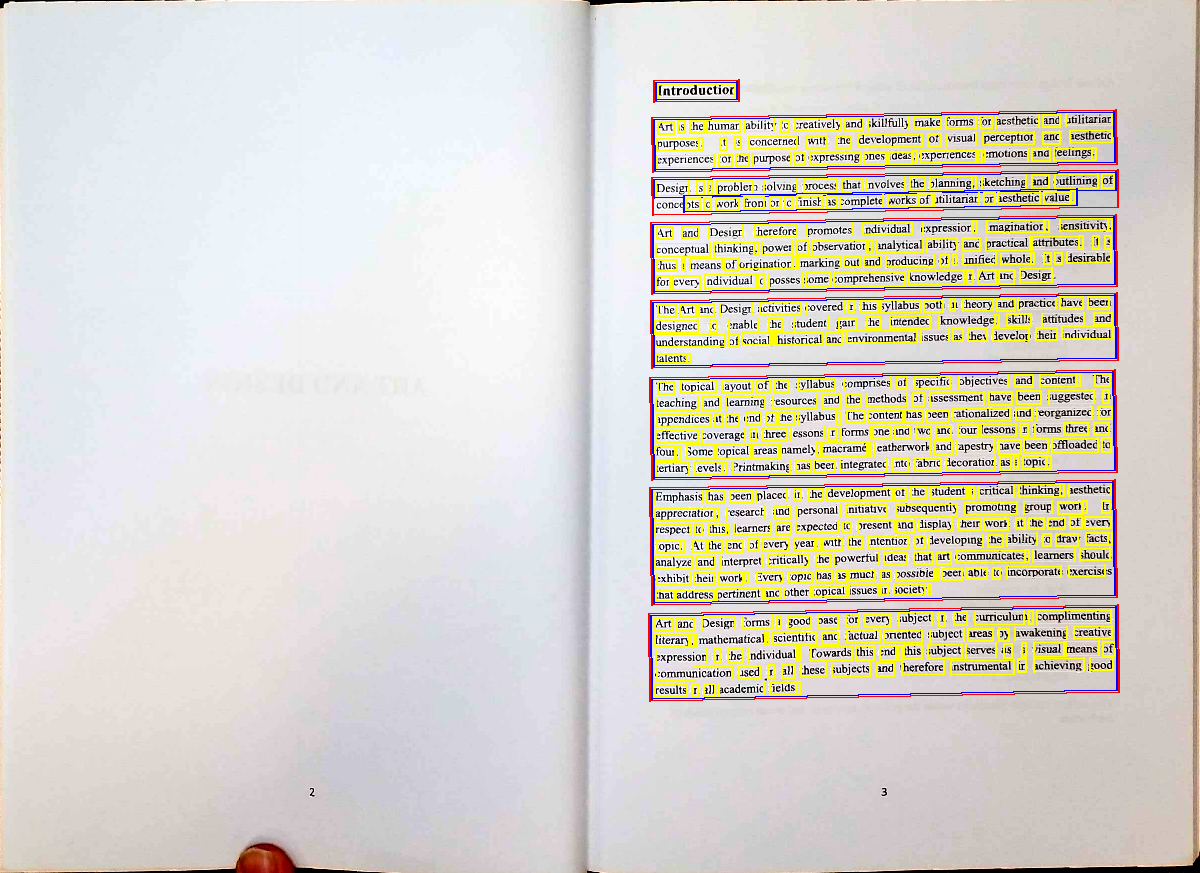 Introduction
Art is the human ability to creatively and skillfully make forms for aesthetic and utilitarian
purposes. It is concerned with the development of visual perception and aesthetic
experiences for the purpose of expressing ones ideas, experiences emotions and feelings.
Design is a problem solving process that involves the planning, sketching and outlining of
concepts to work from or to finish as complete works of utilitarian or aesthetic value.
Art and Design therefore promotes individual expression, imagination, sensitivity,
conceptual thinking, power of observation, analytical ability and practical attributes. It is
thus a means of origination, marking out and producing of a unified whole. It is desirable
for every individual to posses some comprehensive knowledge in Art and Design.
The Art and Design activities covered in this syllabus both in theory and practice have been
designed to enable the student gain the intended knowledge, skills attitudes and
understanding of social historical and environmental issues as they develop their individual
talents.
The topical layout of the syllabus comprises of specific objectives and content. The
teaching and learning resources and the methods of assessment have been suggested in
appendices at the end of the syllabus. The content has been rationalized and reorganized for
effective coverage in three lessons in forms one and two and four lessons in forms three and
four. Some topical areas namely, macramé leatherwork and tapestry have been offloaded to
tertiary levels. Printmaking has been integrated into fabric decoration as a topic.
Emphasis has been placed in the development of the student's critical thinking, aesthetic
appreciation, research and personal initiative subsequently promoting group work. In
respect to this, learners are expected to present and display their work at the end of every
topic. At the end of every year, with the intention of developing the ability to draw facts,
analyze and interpret critically the powerful ideas that art communicates, learners should
exhibit their work. Every topic has as much as possible been able to incorporate exercises
that address pertinent and other topical issues in society.
Art and Design forms a good base for every subject in the curriculum, complimenting
literary, mathematical, scientific and factual oriented subject areas by awakening creative
expression in the individual. Towards this end this subject serves as a visual means of
communication used in all these subjects and therefore instrumental in achieving good
results in all academic fields.
2
3